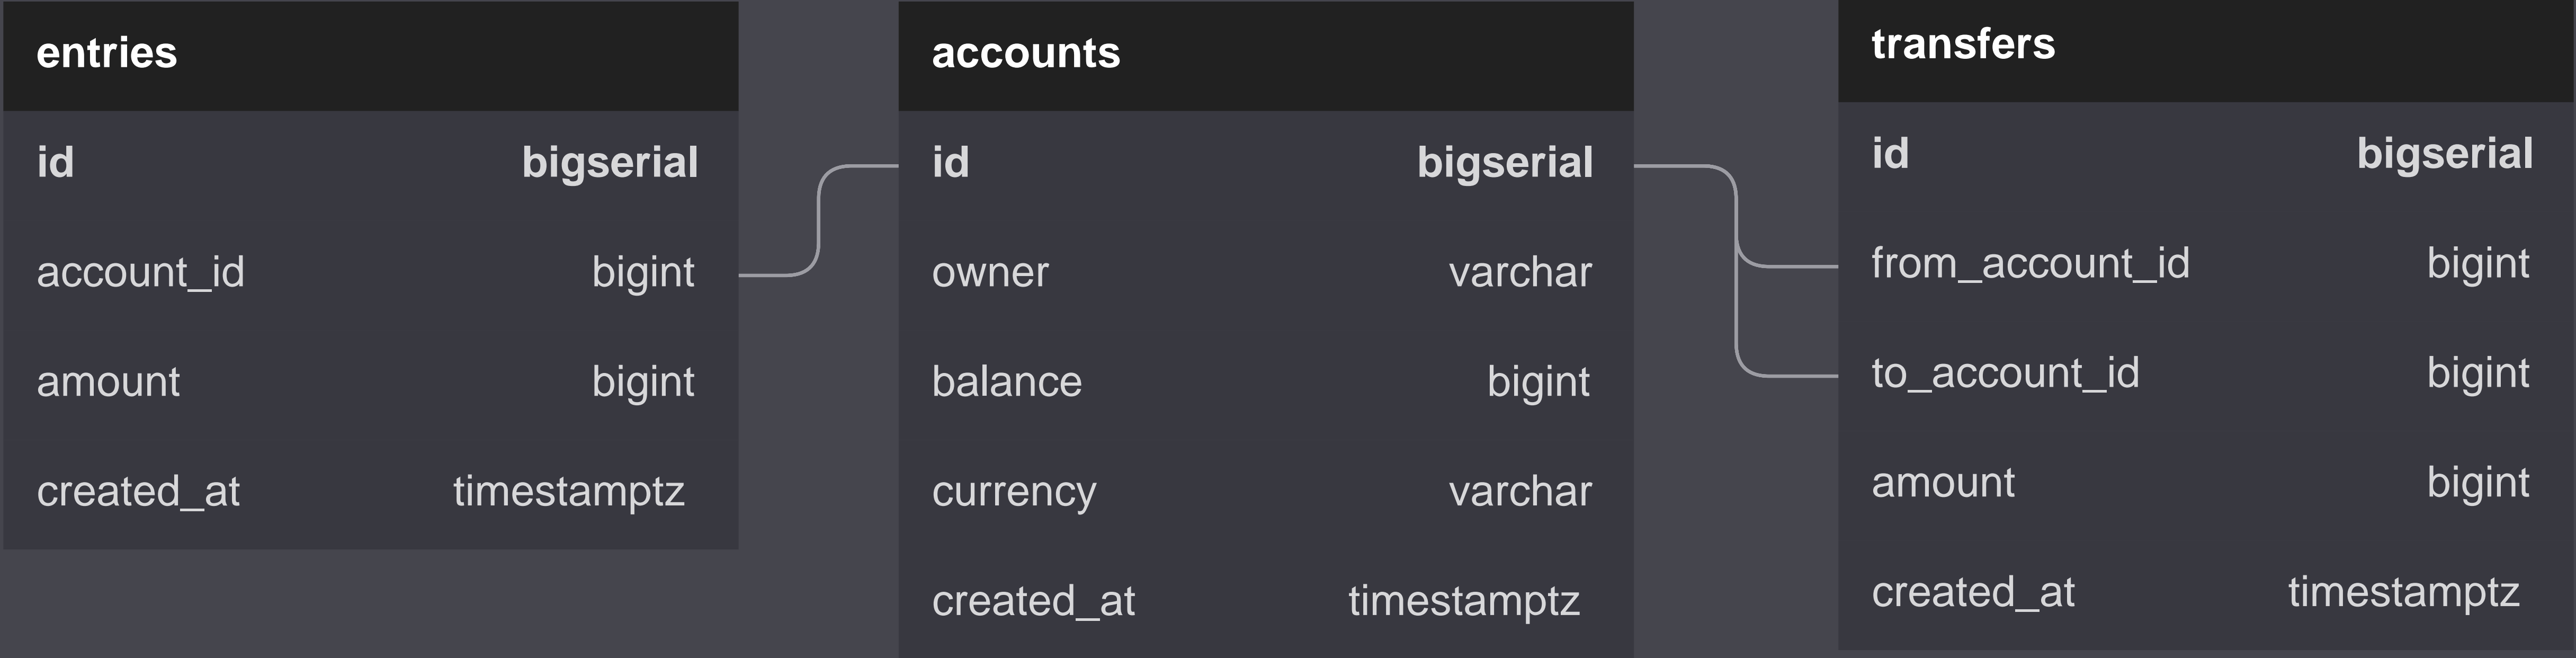 entries
id bigserial
account_id bigint
amount bigint
created_at timestamptz
accounts
id bigserial
owner varchar
balance bigint
currency varchar
created_at timestamptz
transfers
id bigserial
from_account_id bigint
to_account_id bigint
amount bigint
created_at timestamptz